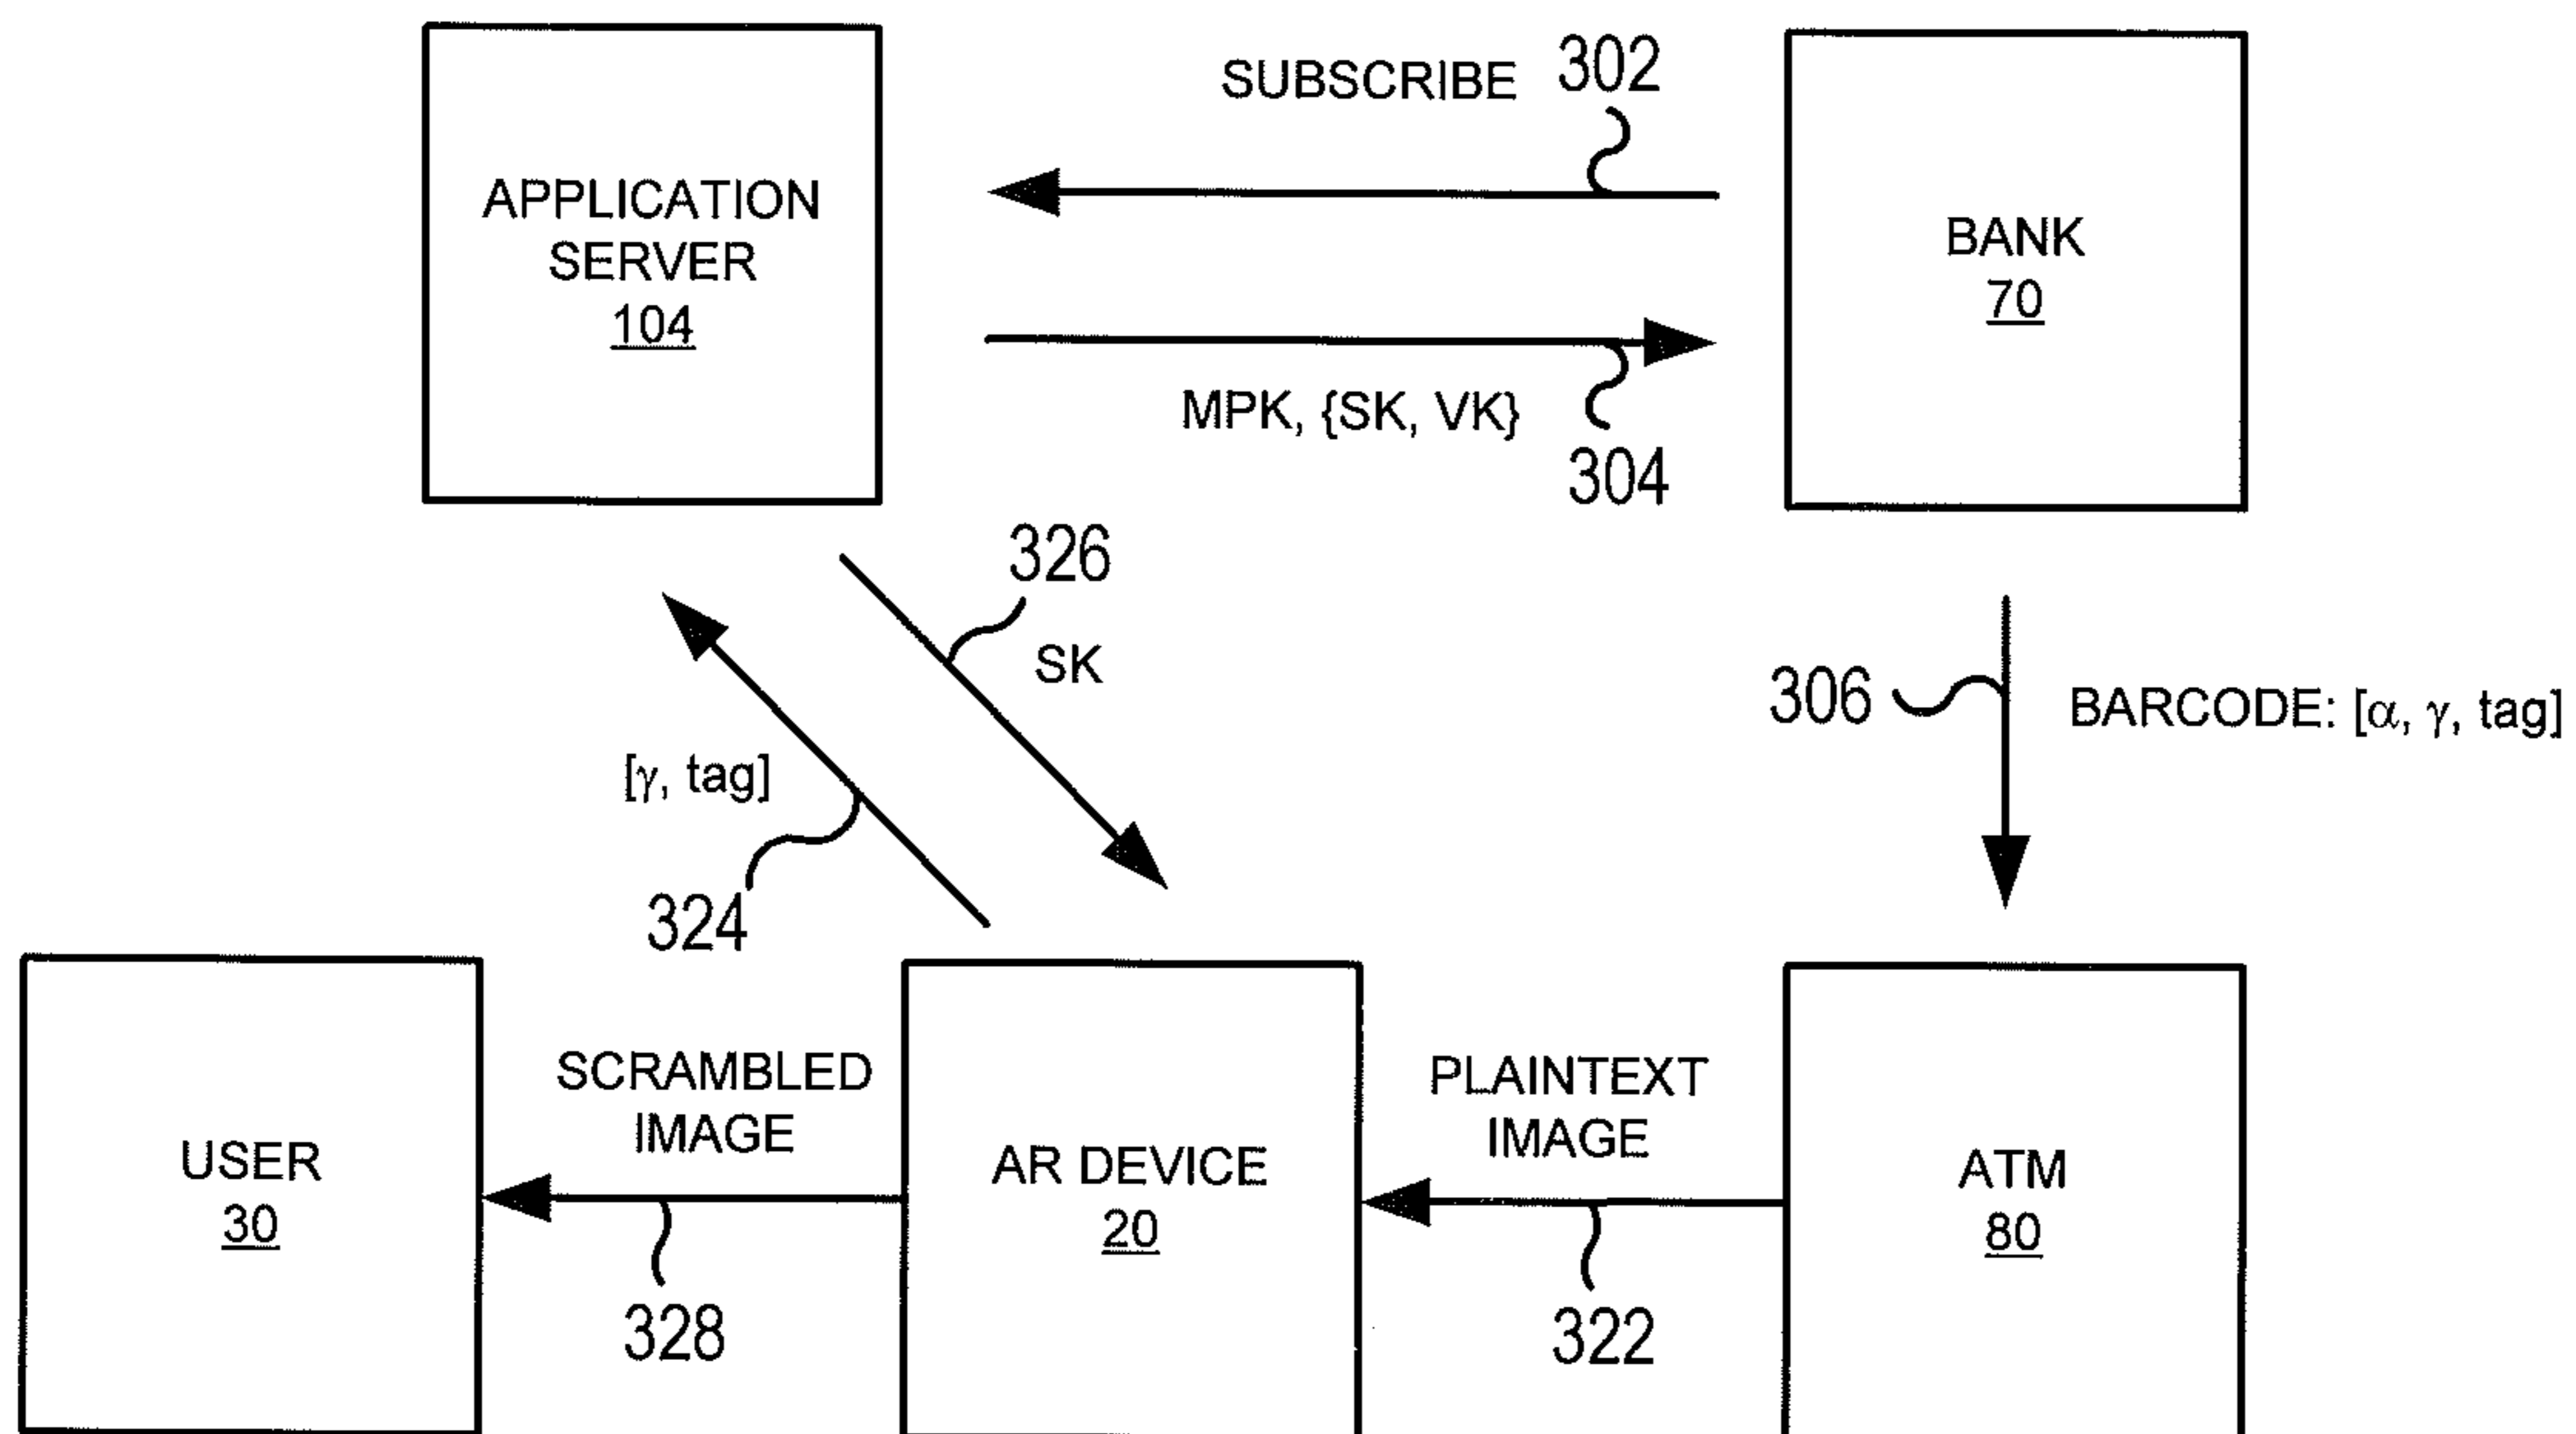 SUBSCRIBE 302
APPLICATION
SERVER
104
BANK
70
MPK, {SK, VK}
304
326
SK
306
BARCODE: [α, γ, tag]
[γ, tag]
324
SCRAMBLED
IMAGE
PLAINTEXT
IMAGE
USER
30
AR DEVICE
20
ATM
80
328
322